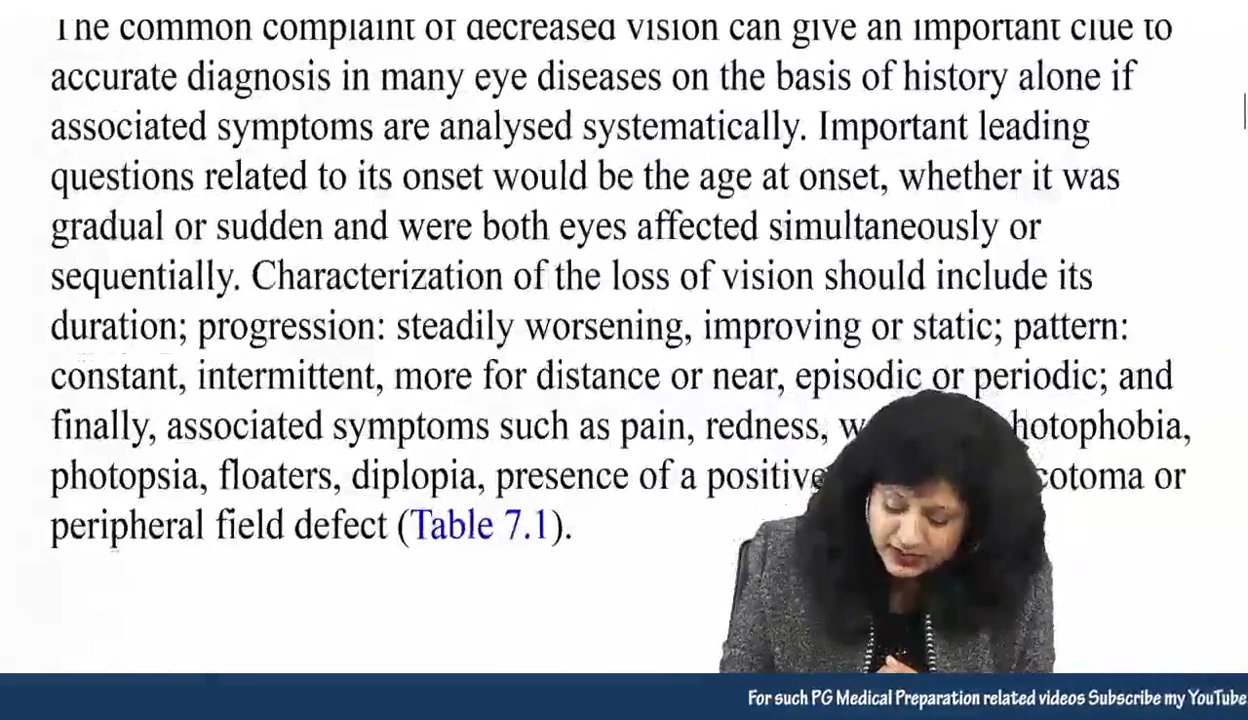 The common complaint of decreased vision can give an important clue to
accurate diagnosis in many eye diseases on the basis of history alone if
associated symptoms are analysed systematically. Important leading
questions related to its onset would be the age at onset, whether it was
gradual or sudden and were both eyes affected simultaneously or
sequentially. Characterization of the loss of vision should include its
duration; progression: steadily worsening, improving or static; pattern:
constant, intermittent, more for distance or near, episodic or periodic; and
finally, associated symptoms such as pain, redness, hotophobia,
photopsia, floaters, diplopia, presence of a positive cotoma or
peripheral field defect (Table 7.1).
For such PG Medical Preparation related videos Subscribe my YouTube